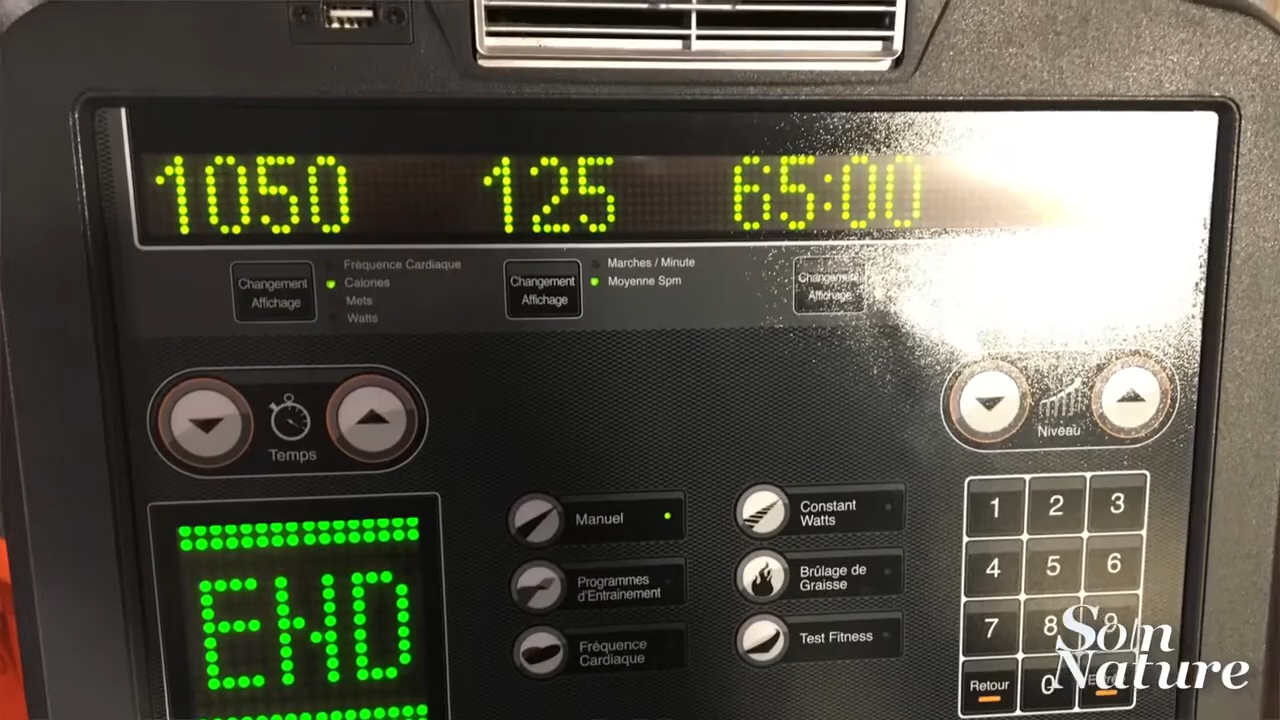 1050 125 65:00
Changement
Affichage
Fréquence Cardiaque
Calories
Mets
Watts
Changement
Affichage
Marches / Minute
Moyenne Spm
Changement
Affichage
Temps
Niveau
END
Manuel
Programmes
d'Entrainement
Fréquence
Cardiaque
Constant
Watts
Brûlage de
Graisse
Test Fitness
1 2 3
4 5 6
7 8 9
Retour 0
Son
Nature